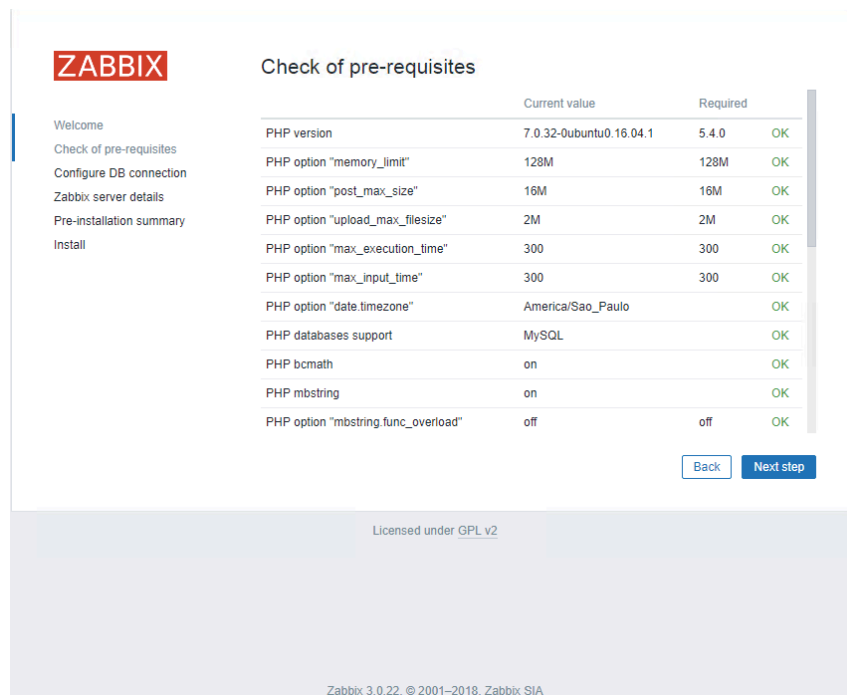 ZABBIX
Check of pre-requisites
Welcome
Check of pre-requisites
Configure DB connection
Zabbix server details
Pre-installation summary
Install
Current value Required
PHP version 7.0.32-0ubuntu0.16.04.1 5.4.0 OK
PHP option "memory_limit" 128M 128M OK
PHP option "post_max_size" 16M 16M OK
PHP option "upload_max_filesize" 2M 2M OK
PHP option "max_execution_time" 300 300 OK
PHP option "max_input_time" 300 300 OK
PHP option "date.timezone" America/Sao_Paulo OK
PHP databases support MySQL OK
PHP bcmath on OK
PHP mbstring on OK
PHP option "mbstring.func_overload" off off OK
Back Next step
Licensed under GPL v2
Zabbix 3.0.22. © 2001–2018, Zabbix SIA